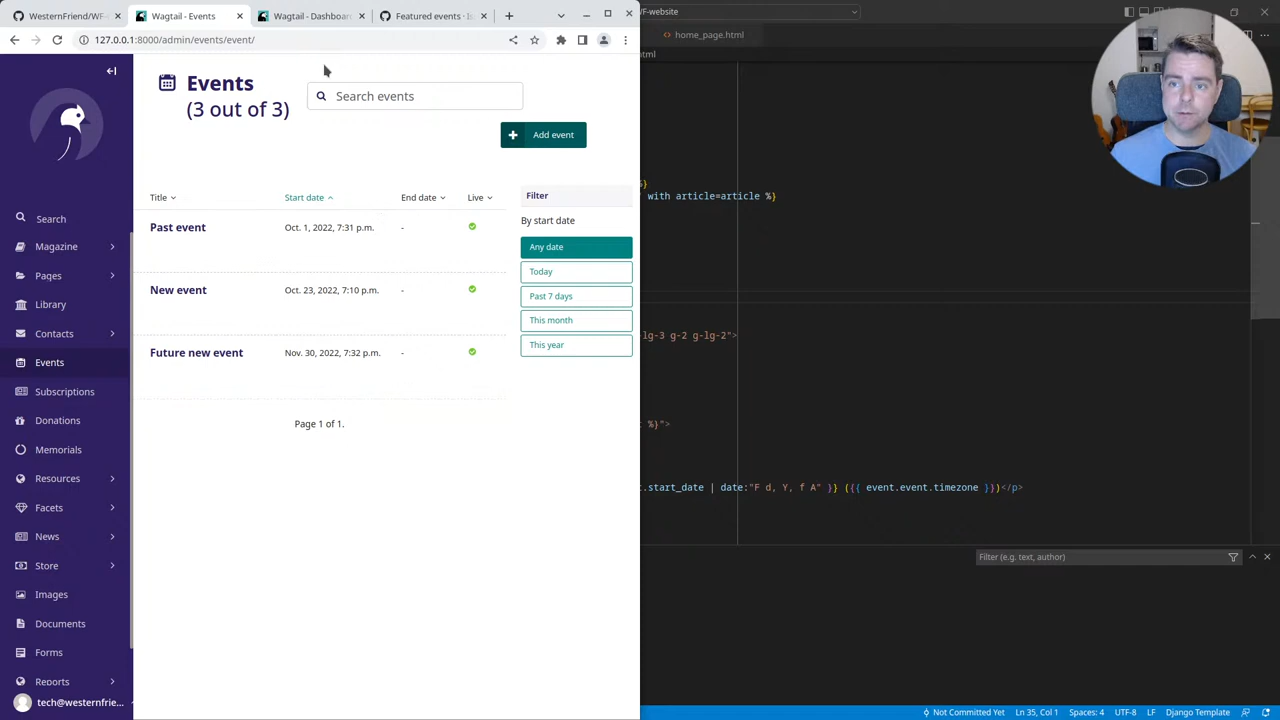 WesternFriend/WF-
Wagtail - Events
Wagtail - Dashboard
Featured events · Is
WF-website
127.0.0.1:8000/admin/events/event/
home_page.html
html
Events
(3 out of 3)
Search events
Add event
Title
Start date
End date
Live
Past event
Oct. 1, 2022, 7:31 p.m.
-
New event
Oct. 23, 2022, 7:10 p.m.
-
Future new event
Nov. 30, 2022, 7:32 p.m.
-
Page 1 of 1.
Filter
By start date
Any date
Today
Past 7 days
This month
This year
Search
Magazine
Pages
Library
Contacts
Events
Subscriptions
Donations
Memorials
Resources
Facets
News
Store
Images
Documents
Forms
Reports
tech@westernfrie...
%}
' with article=article %}
-lg-3 g-2 g-lg-2">
%}">
.start_date | date:"F d, Y, f A" }} ({{ event.event.timezone }})</p>
Filter (e.g. text, author)
Not Committed Yet
Ln 35, Col 1
Spaces: 4
UTF-8
LF
Django Template